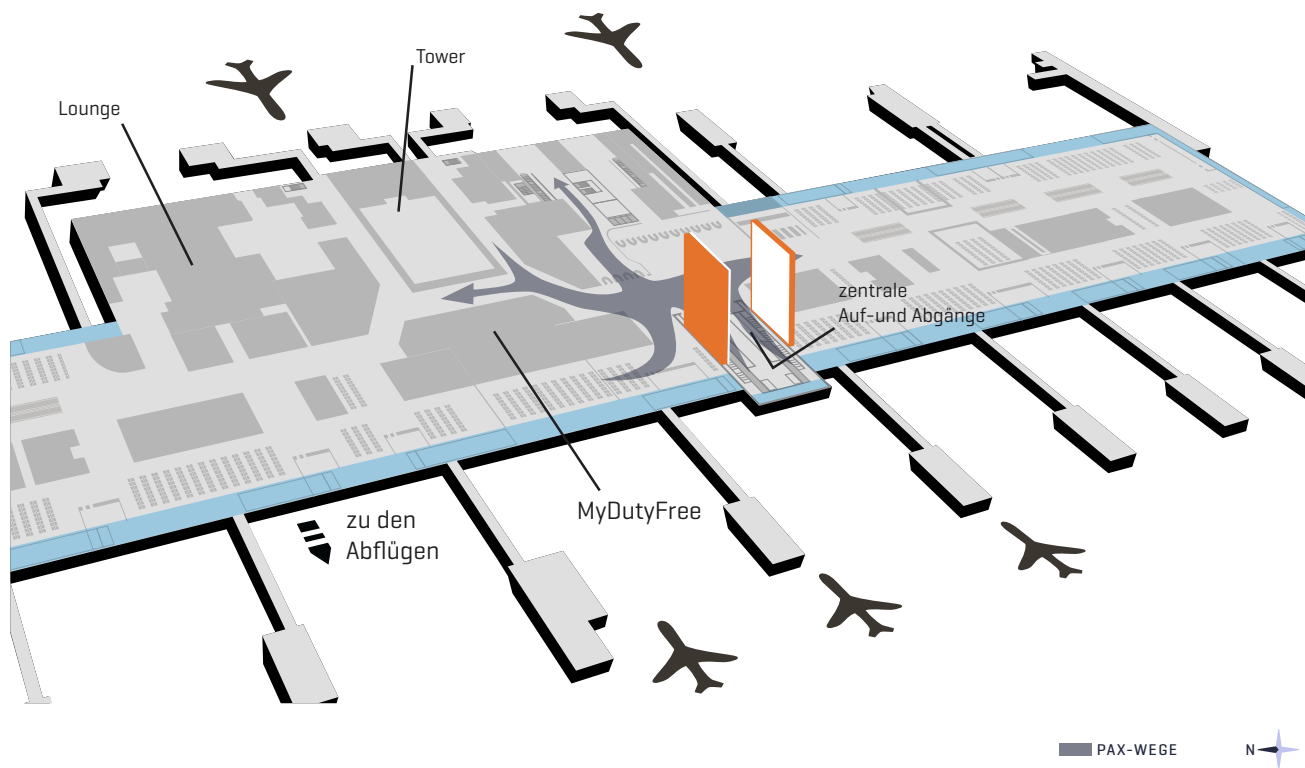 Tower
Lounge
zentrale
Auf-und Abgänge
MyDutyFree
zu den
Abflügen
PAX-WEGE
N